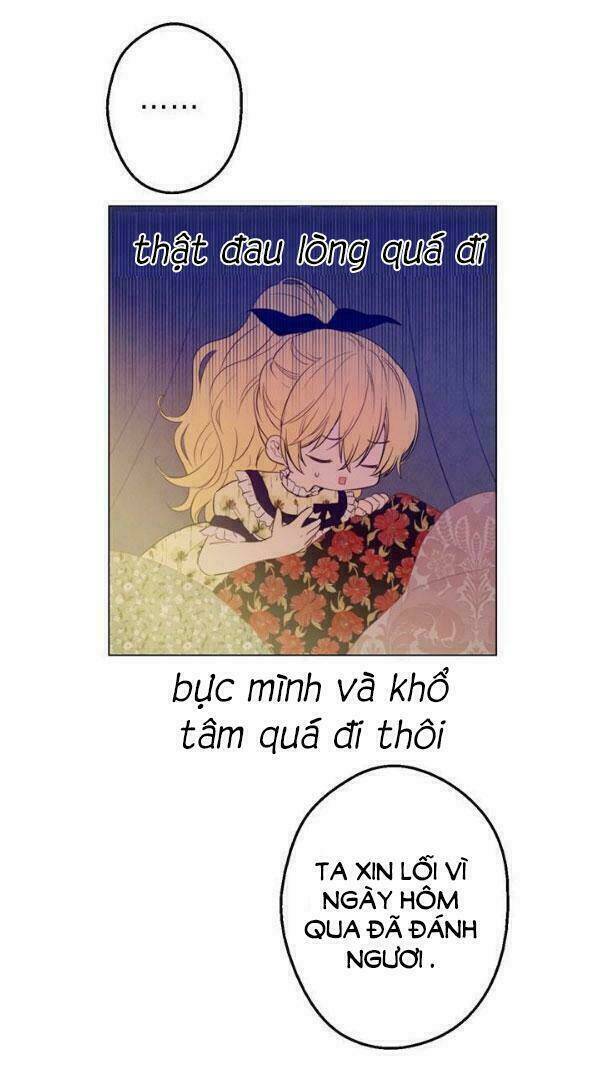 ......
thật đau lòng quá đi
bực mình và khổ
tâm quá đi thôi
TA XIN LỖI VÌ
NGÀY HÔM
QUA ĐÃ ĐÁNH
NGƯƠI .